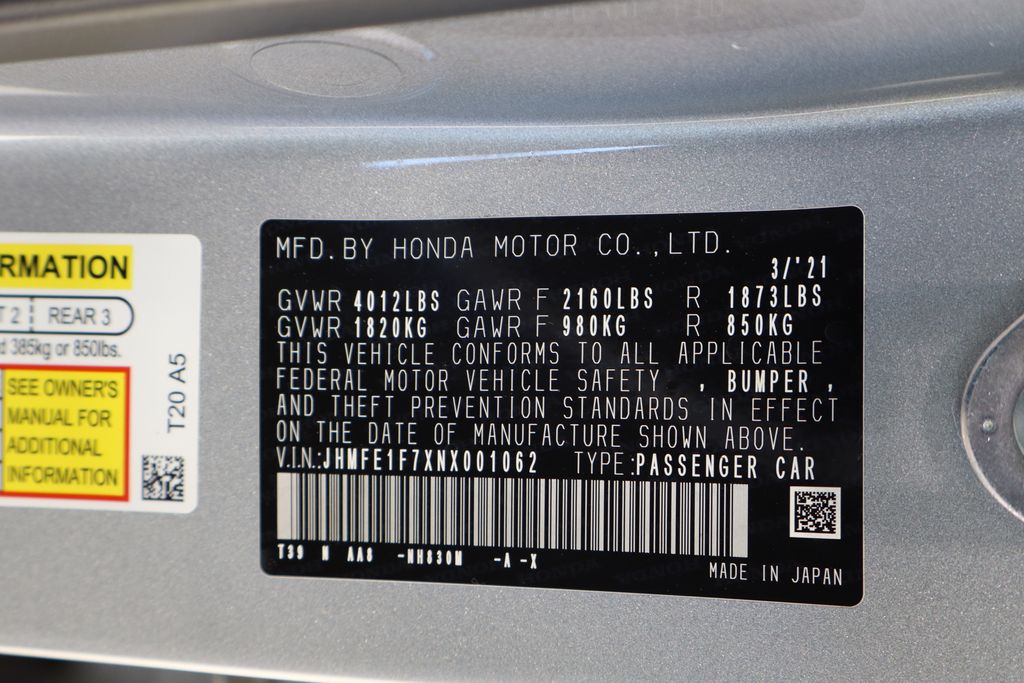 RMATION
T 2 REAR 3
d 385kg or 850lbs.
SEE OWNER'S
MANUAL FOR
ADDITIONAL
INFORMATION
T20 A5
MFD. BY HONDA MOTOR CO., LTD.
3/'21
GVWR 4012LBS GAWR F 2160LBS R 1873LBS
GVWR 1820KG GAWR F 980KG R 850KG
THIS VEHICLE CONFORMS TO ALL APPLICABLE
FEDERAL MOTOR VEHICLE SAFETY , BUMPER ,
AND THEFT PREVENTION STANDARDS IN EFFECT
ON THE DATE OF MANUFACTURE SHOWN ABOVE.
V.I.N.:JHMFE1F7XNX001062 TYPE:PASSENGER CAR
T39 M AA8 -NH830M -A -X
MADE IN JAPAN